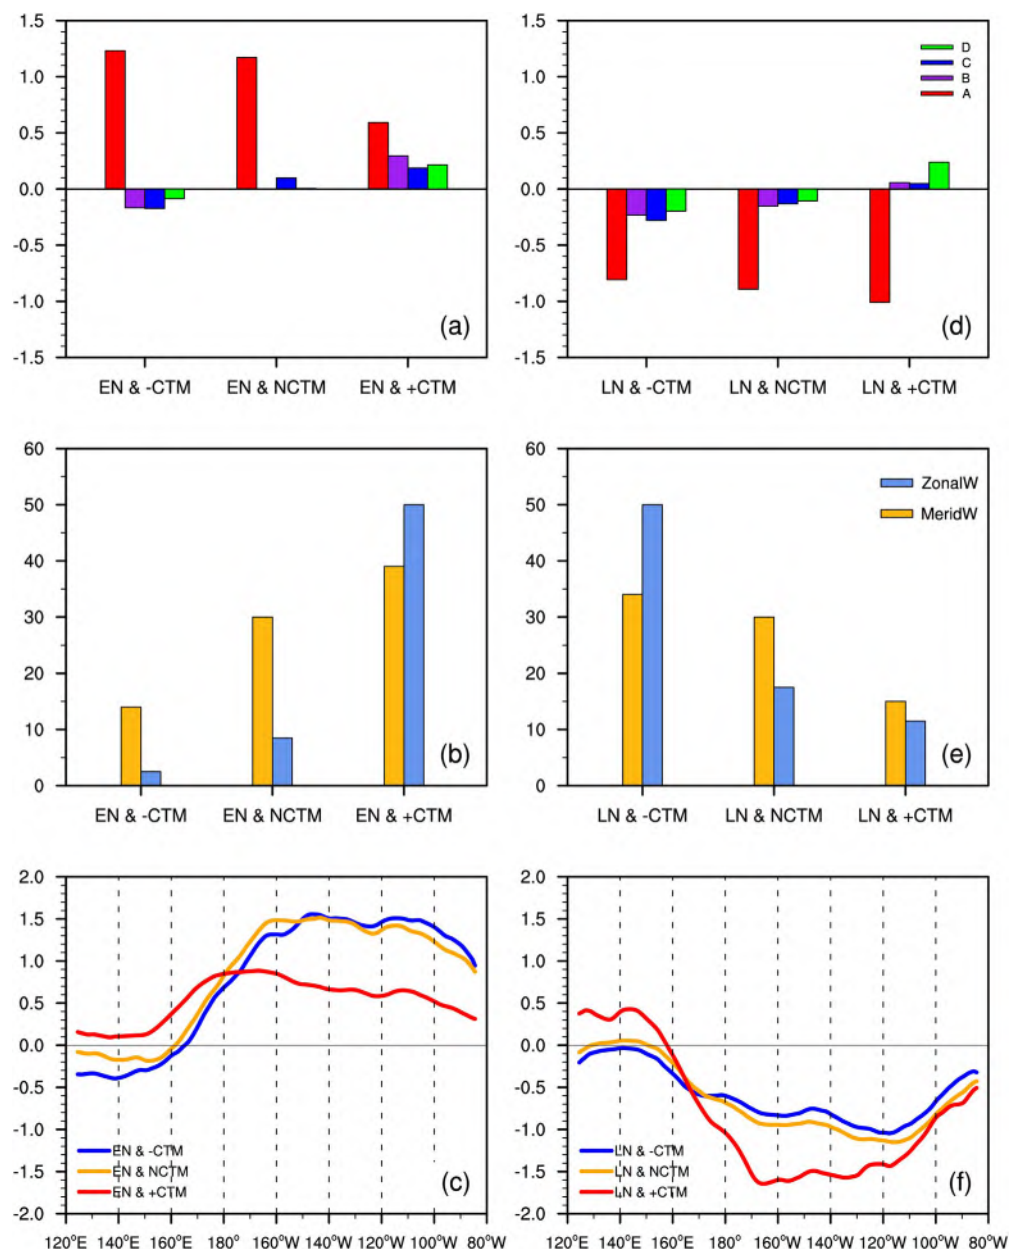 1.5
1.0
0.5
0.0
-0.5
-1.0
-1.5
(a)
EN & -CTM EN & NCTM EN & +CTM
1.5
1.0
0.5
0.0
-0.5
-1.0
-1.5
D
C
B
A
(d)
LN & -CTM LN & NCTM LN & +CTM
60
50
40
30
20
10
0
(b)
EN & -CTM EN & NCTM EN & +CTM
60
50
40
30
20
10
0
ZonalW
MeridW
(e)
LN & -CTM LN & NCTM LN & +CTM
2.0
1.5
1.0
0.5
0.0
-0.5
-1.0
-1.5
-2.0
EN & -CTM
EN & NCTM
EN & +CTM
(c)
120°E 140°E 160°E 180° 160°W 140°W 120°W 100°W 80°W
2.0
1.5
1.0
0.5
0.0
-0.5
-1.0
-1.5
-2.0
LN & -CTM
LN & NCTM
LN & +CTM
(f)
120°E 140°E 160°E 180° 160°W 140°W 120°W 100°W 80°W